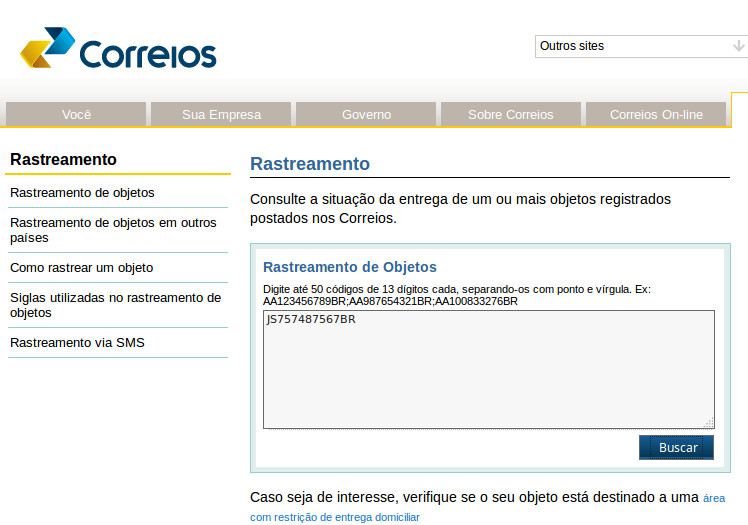 Correios
Outros sites
Você
Sua Empresa
Governo
Sobre Correios
Correios On-line
Rastreamento
Rastreamento de objetos
Rastreamento de objetos em outros
países
Como rastrear um objeto
Siglas utilizadas no rastreamento de
objetos
Rastreamento via SMS
Rastreamento
Consulte a situação da entrega de um ou mais objetos registrados
postados nos Correios.
Rastreamento de Objetos
Digite até 50 códigos de 13 dígitos cada, separando-os com ponto e vírgula. Ex:
AA123456789BR;AA987654321BR;AA100833276BR
JS757487567BR
Buscar
Caso seja de interesse, verifique se o seu objeto está destinado a uma área
com restrição de entrega domiciliar